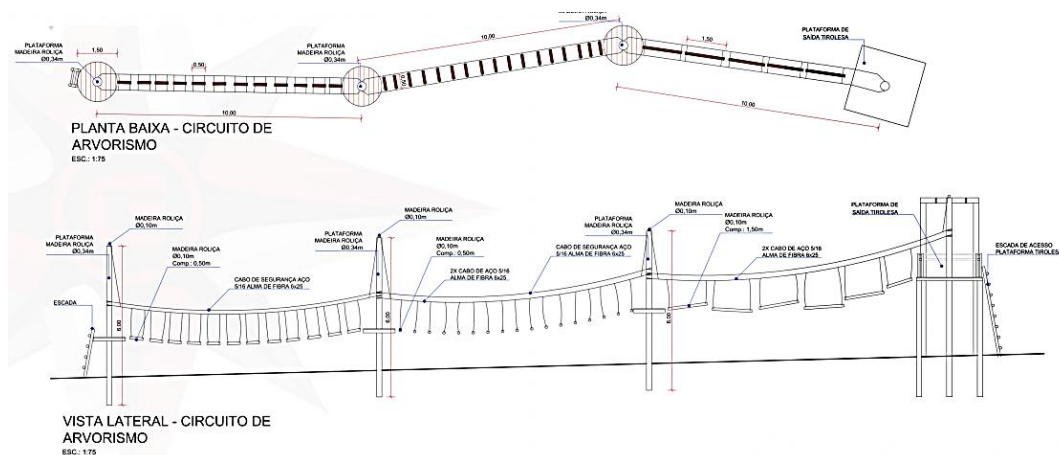 PLATAFORMA
MADEIRA ROLIÇA
Ø0,34m
1,50
0,50
10,00
PLATAFORMA
MADEIRA ROLIÇA
Ø0,34m
10,00
Ø0,34m
1,50
10,00
PLATAFORMA DE
SAÍDA TIROLESA
PLANTA BAIXA - CIRCUITO DE
ARVORISMO
ESC.: 1:75
MADEIRA ROLIÇA
Ø0,10m
PLATAFORMA
MADEIRA ROLIÇA
Ø0,34m
MADEIRA ROLIÇA
Ø0,10m
Comp.: 0,50m
ESCADA
6,00
CABO DE SEGURANÇA AÇO
5/16 ALMA DE FIBRA 6x25
MADEIRA ROLIÇA
Ø0,10m
PLATAFORMA
MADEIRA ROLIÇA
Ø0,34m
MADEIRA ROLIÇA
Ø0,10m
Comp.: 0,50m
6,00
2X CABO DE AÇO 5/16
ALMA DE FIBRA 6x25
CABO DE SEGURANÇA AÇO
5/16 ALMA DE FIBRA 6x25
PLATAFORMA
MADEIRA ROLIÇA
Ø0,34m
MADEIRA ROLIÇA
Ø0,10m
MADEIRA ROLIÇA
Ø0,10m
Comp.: 1,50m
6,00
2X CABO DE AÇO 5/16
ALMA DE FIBRA 6x25
PLATAFORMA DE
SAÍDA TIROLESA
ESCADA DE ACESSO
PLATAFORMA TIROLES
VISTA LATERAL - CIRCUITO DE
ARVORISMO
ESC.: 1:75